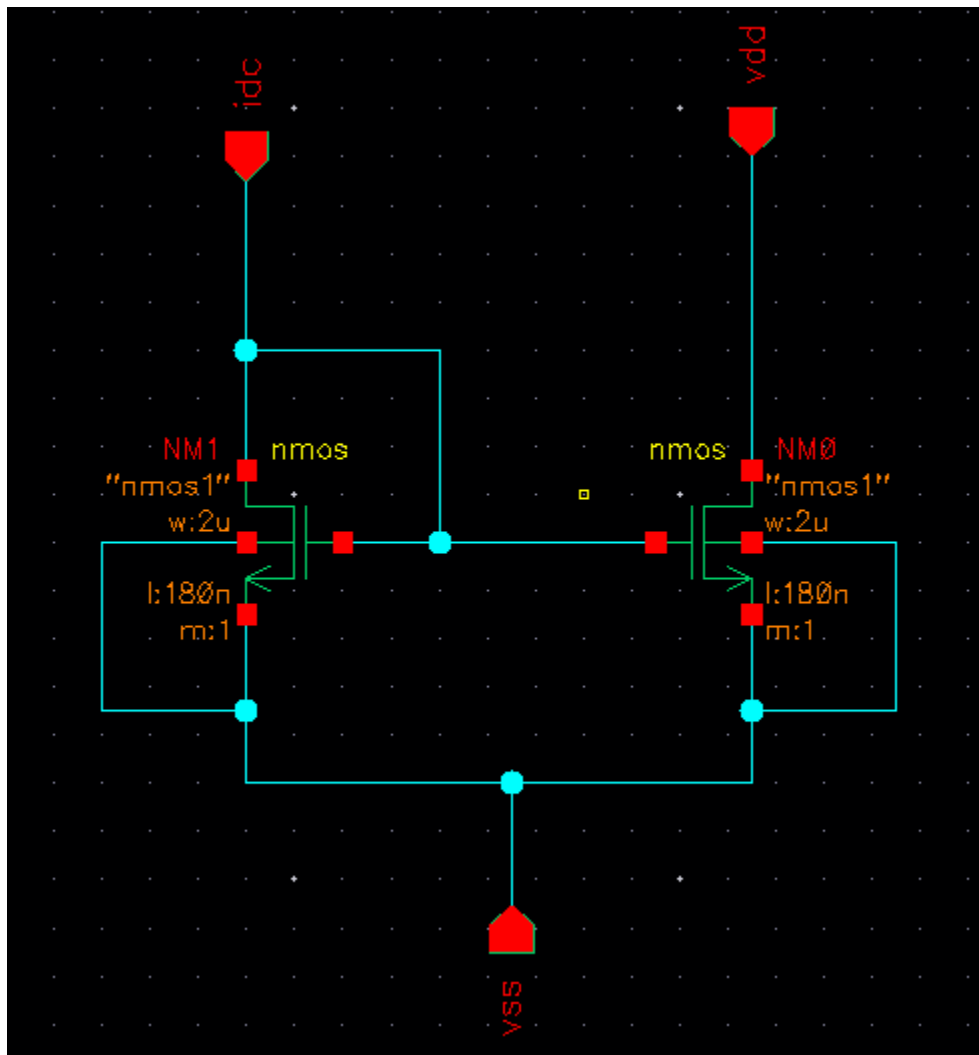 idc
vdd
NM1 nmos
"nmos1"
w:2u
l:180n
m:1
nmos NM0
"nmos1"
w:2u
l:180n
m:1
vss